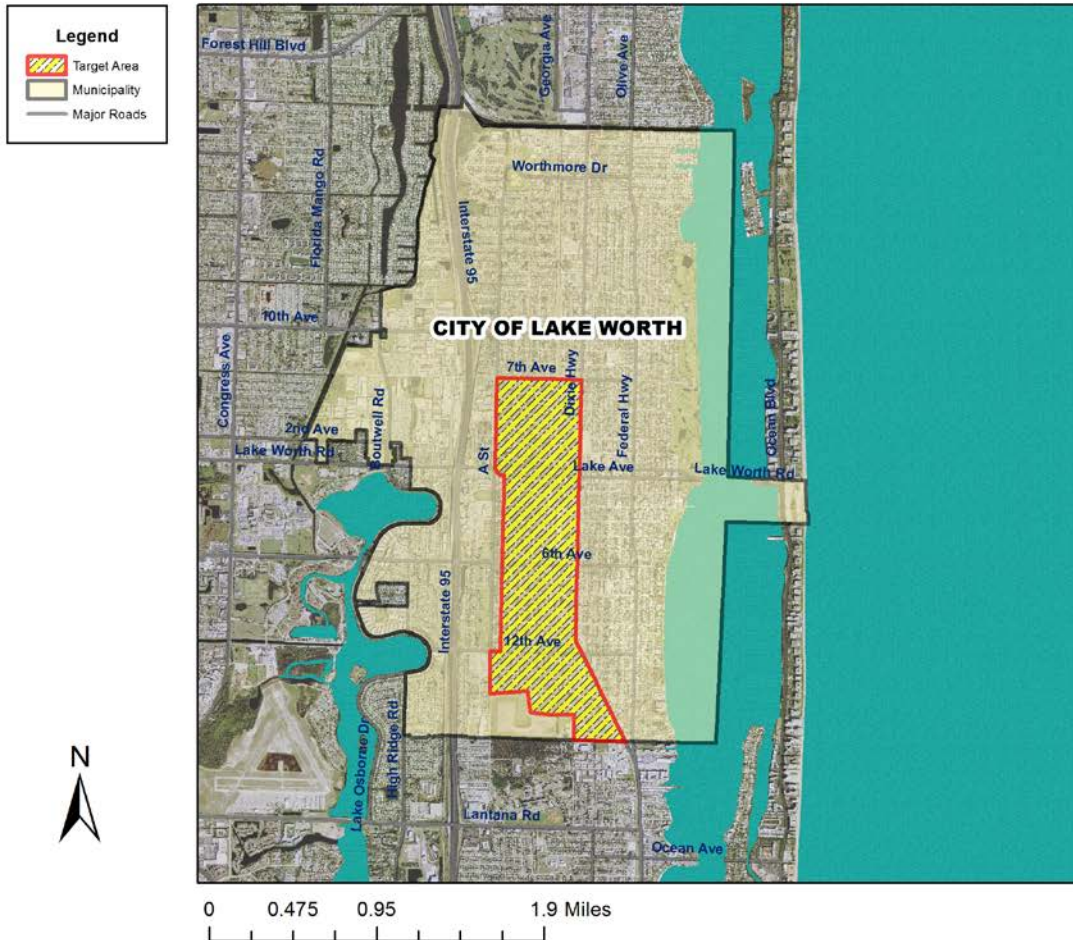 Legend
Target Area
Municipality
Major Roads
Forest Hill Blvd
Georgia Ave
Olive Ave
Worthmore Dr
Florida Mango Rd
Interstate 95
10th Ave
CITY OF LAKE WORTH
Congress Ave
7th Ave
Dixie Hwy
Federal Hwy
Ocean Blvd
2nd Ave
Boutwell Rd
Lake Worth Rd
A St
Lake Ave
Lake Worth Rd
6th Ave
Interstate 95
12th Ave
Lake Osborne Dr
High Ridge Rd
N
Lantana Rd
Ocean Ave
0 0.475 0.95 1.9 Miles